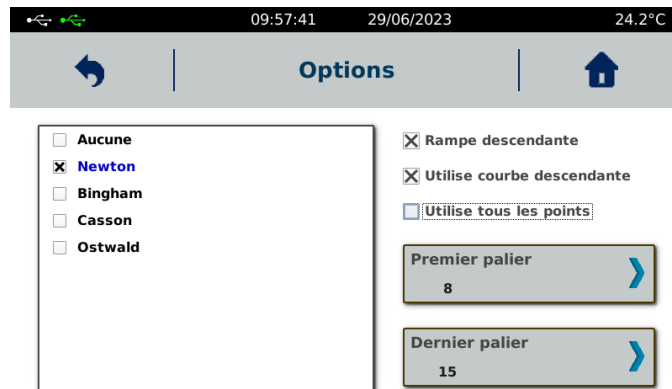 09:57:41 29/06/2023 24.2°C
Options
Aucune
Newton
Bingham
Casson
Ostwald
Rampe descendante
Utilise courbe descendante
Utilise tous les points
Premier palier
8
Dernier palier
15